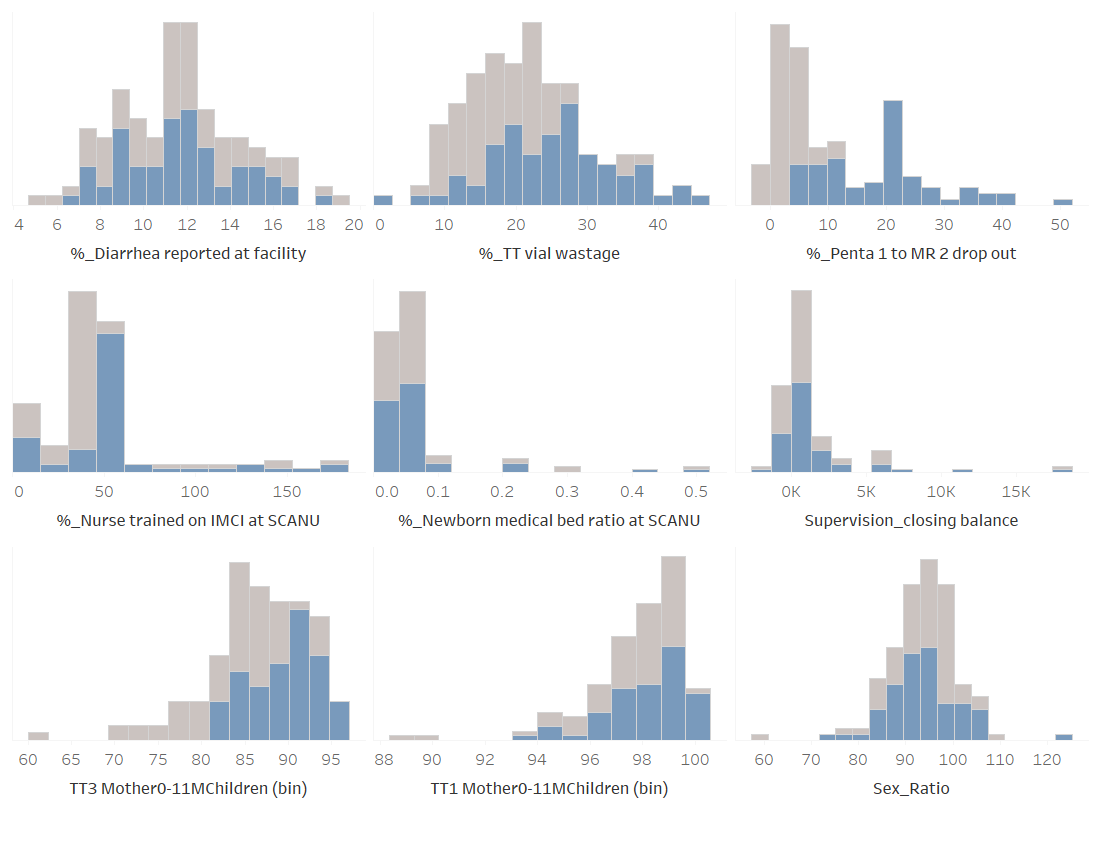 4 6 8 10 12 14 16 18 20
%_Diarrhea reported at facility
10 20 30 40
%_TT vial wastage
0 10 20 30 40 50
%_Penta 1 to MR 2 drop out
0 50 100 150
%_Nurse trained on IMCI at SCANU
0.0 0.1 0.2 0.3 0.4 0.5
%_Newborn medical bed ratio at SCANU
0K 5K 10K 15K
Supervision_closing balance
60 65 70 75 80 85 90 95
TT3 Mother0-11MChildren (bin)
88 90 92 94 96 98 100
TT1 Mother0-11MChildren (bin)
60 70 80 90 100 110 120
Sex_Ratio